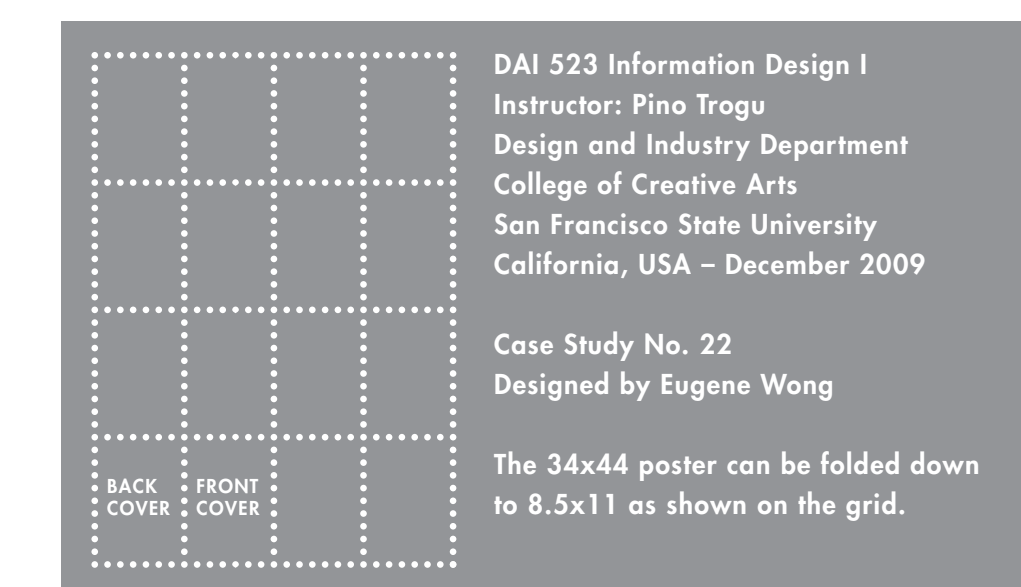 DAI 523 Information Design I
Instructor: Pino Trogu
Design and Industry Department
College of Creative Arts
San Francisco State University
California, USA – December 2009
Case Study No. 22
Designed by Eugene Wong
The 34x44 poster can be folded down
to 8.5x11 as shown on the grid.
BACK
COVER
FRONT
COVER